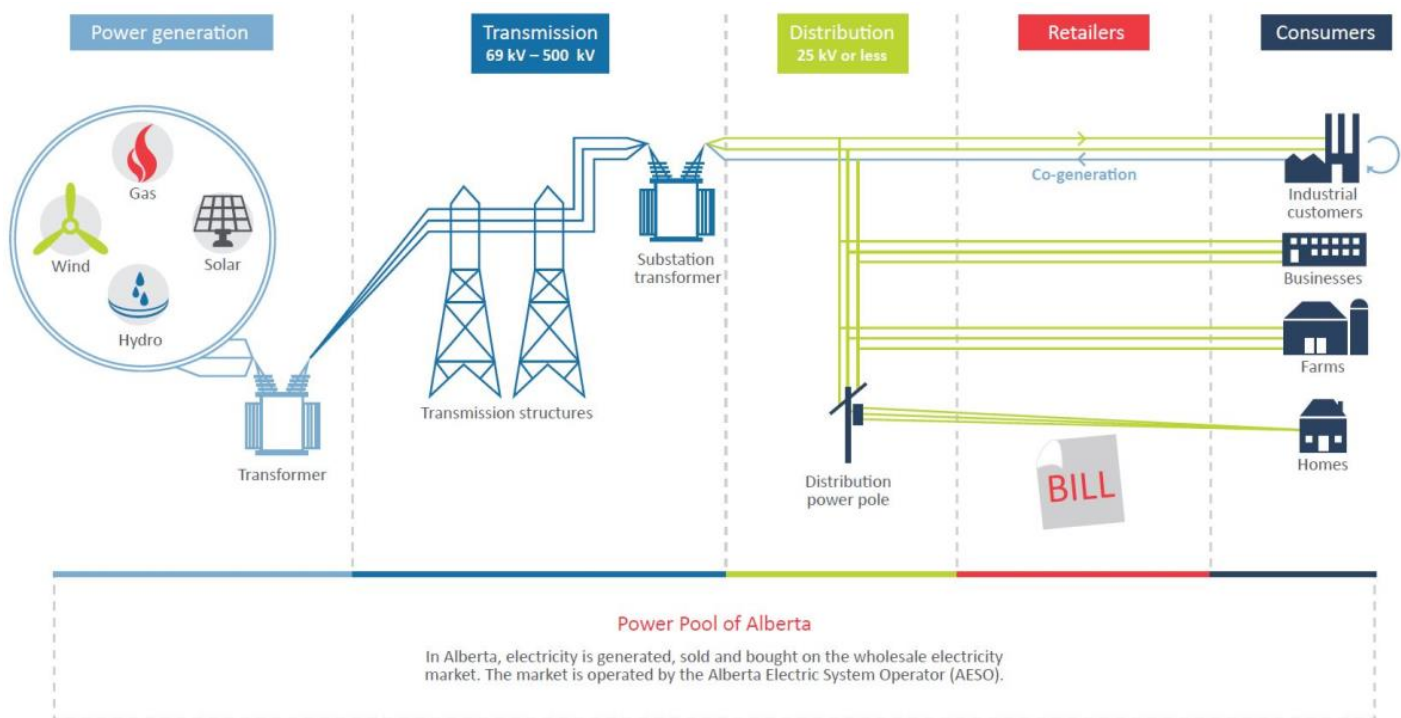 Power generation
Transmission
69 kV – 500 kV
Distribution
25 kV or less
Retailers
Consumers
Gas
Wind
Solar
Hydro
Transformer
Transmission structures
Substation
transformer
Co-generation
Industrial
customers
Businesses
Farms
Homes
Distribution
power pole
BILL
Power Pool of Alberta
In Alberta, electricity is generated, sold and bought on the wholesale electricity
market. The market is operated by the Alberta Electric System Operator (AESO).